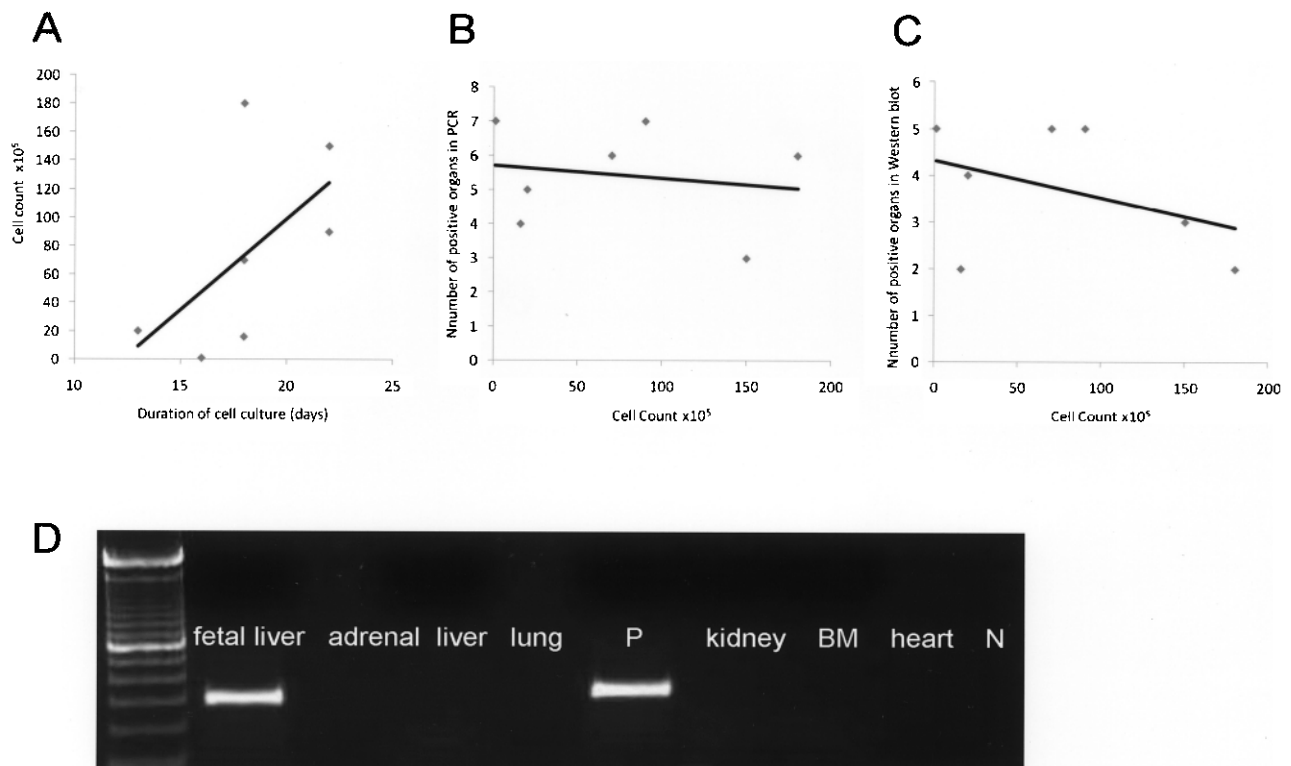 A
Cell count x10⁵
200
180
160
140
120
100
80
60
40
20
0
10 15 20 25
Duration of cell culture (days)
B
Nnumber of positive organs in PCR
8
7
6
5
4
3
2
1
0
0 50 100 150 200
Cell Count x10⁵
C
Nnumber of positive organs in Western blot
6
5
4
3
2
1
0
0 50 100 150 200
Cell Count x10⁵
D
fetal liver adrenal liver lung P kidney BM heart N